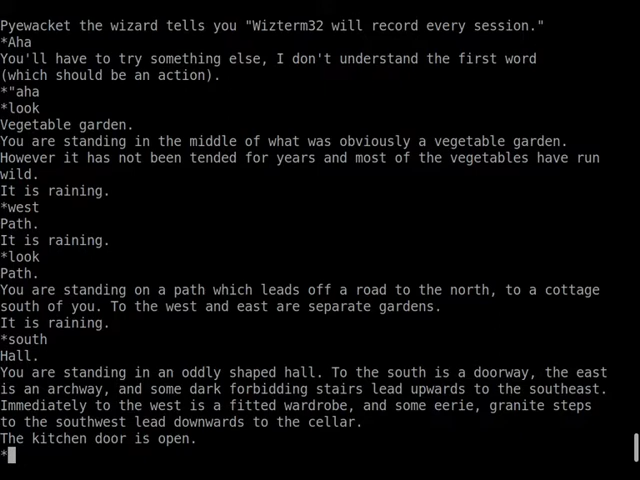 Pyewacket the wizard tells you "Wizterm32 will record every session."
*Aha
You'll have to try something else, I don't understand the first word
(which should be an action).
*"aha
*look
Vegetable garden.
You are standing in the middle of what was obviously a vegetable garden.
However it has not been tended for years and most of the vegetables have run
wild.
It is raining.
*west
Path.
It is raining.
*look
Path.
You are standing on a path which leads off a road to the north, to a cottage
south of you. To the west and east are separate gardens.
It is raining.
*south
Hall.
You are standing in an oddly shaped hall. To the south is a doorway, the east
is an archway, and some dark forbidding stairs lead upwards to the southeast.
Immediately to the west is a fitted wardrobe, and some eerie, granite steps
to the southwest lead downwards to the cellar.
The kitchen door is open.
*